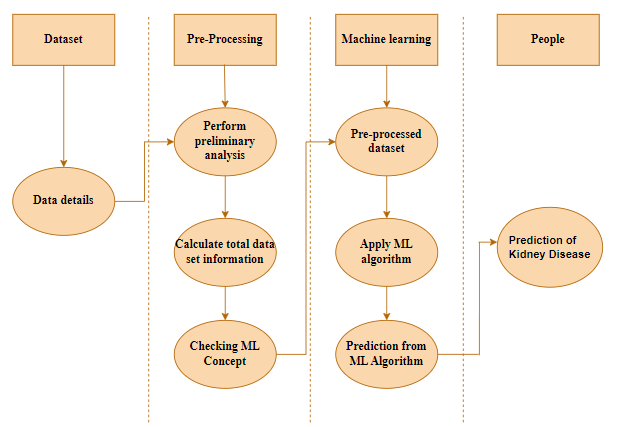 Dataset
Pre-Processing
Machine learning
People
Data details
Perform
preliminary
analysis
Calculate total data
set information
Checking ML
Concept
Pre-processed
dataset
Apply ML
algorithm
Prediction from
ML Algorithm
Prediction of
Kidney Disease